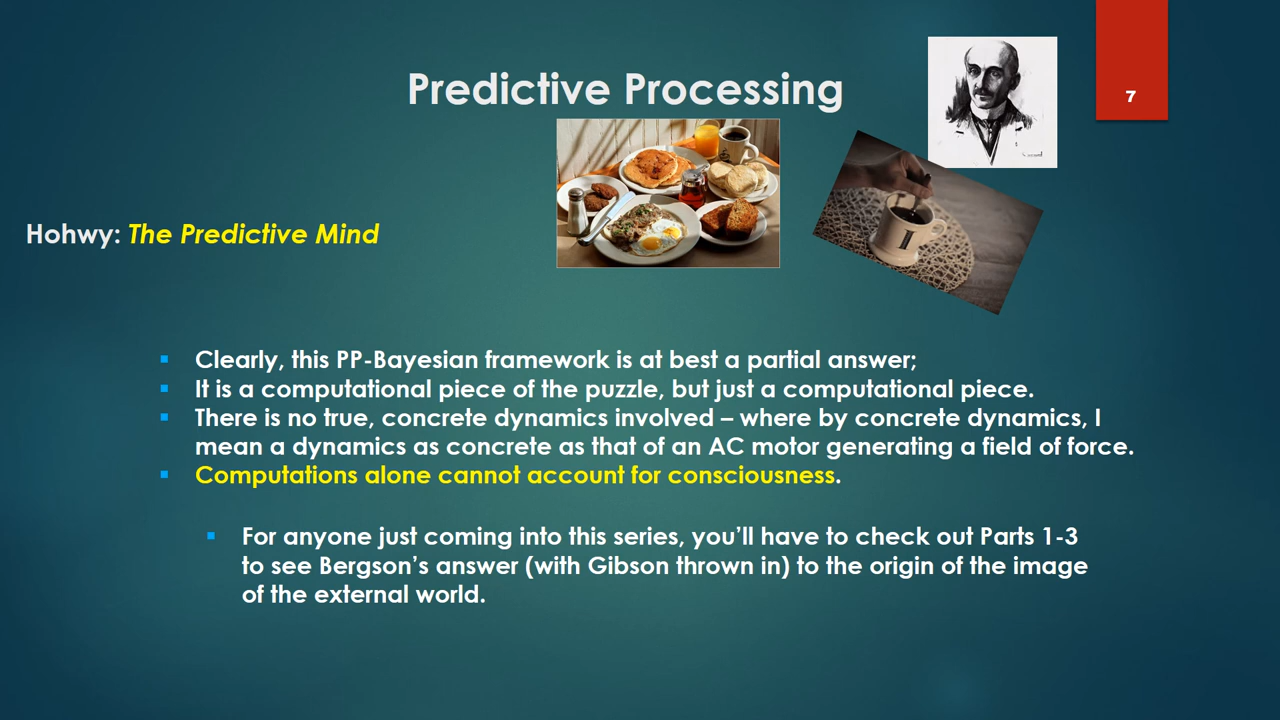 7
Predictive Processing
I
Hohwy: The Predictive Mind
Clearly, this PP-Bayesian framework is at best a partial answer;
It is a computational piece of the puzzle, but just a computational piece.
There is no true, concrete dynamics involved – where by concrete dynamics, I
mean a dynamics as concrete as that of an AC motor generating a field of force.
Computations alone cannot account for consciousness.
For anyone just coming into this series, you’ll have to check out Parts 1-3
to see Bergson’s answer (with Gibson thrown in) to the origin of the image
of the external world.